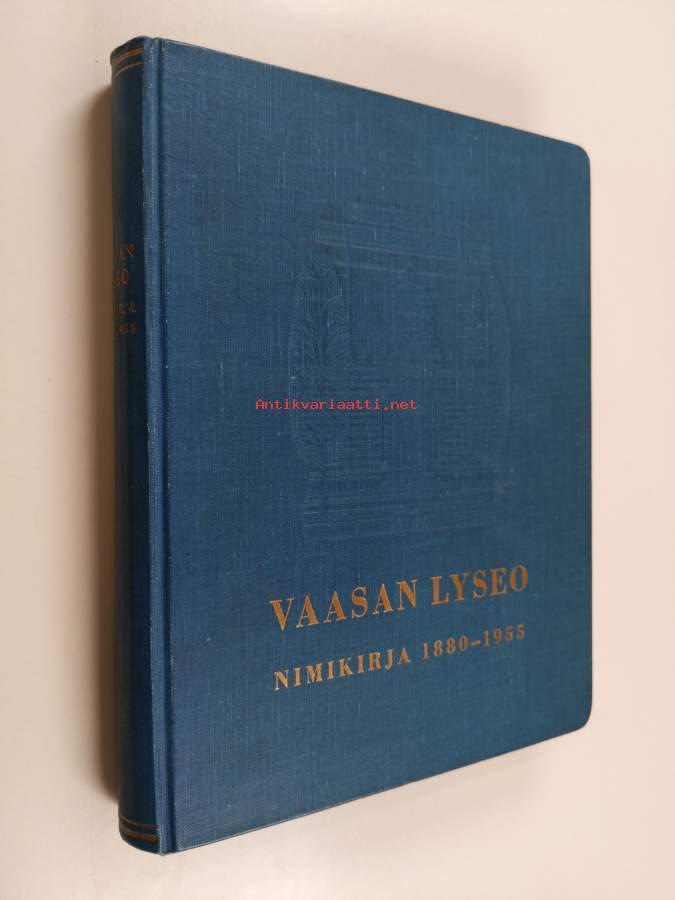 Antikvariaatti.net
VAASAN LYSEO
NIMIKIRJA 1880-1955